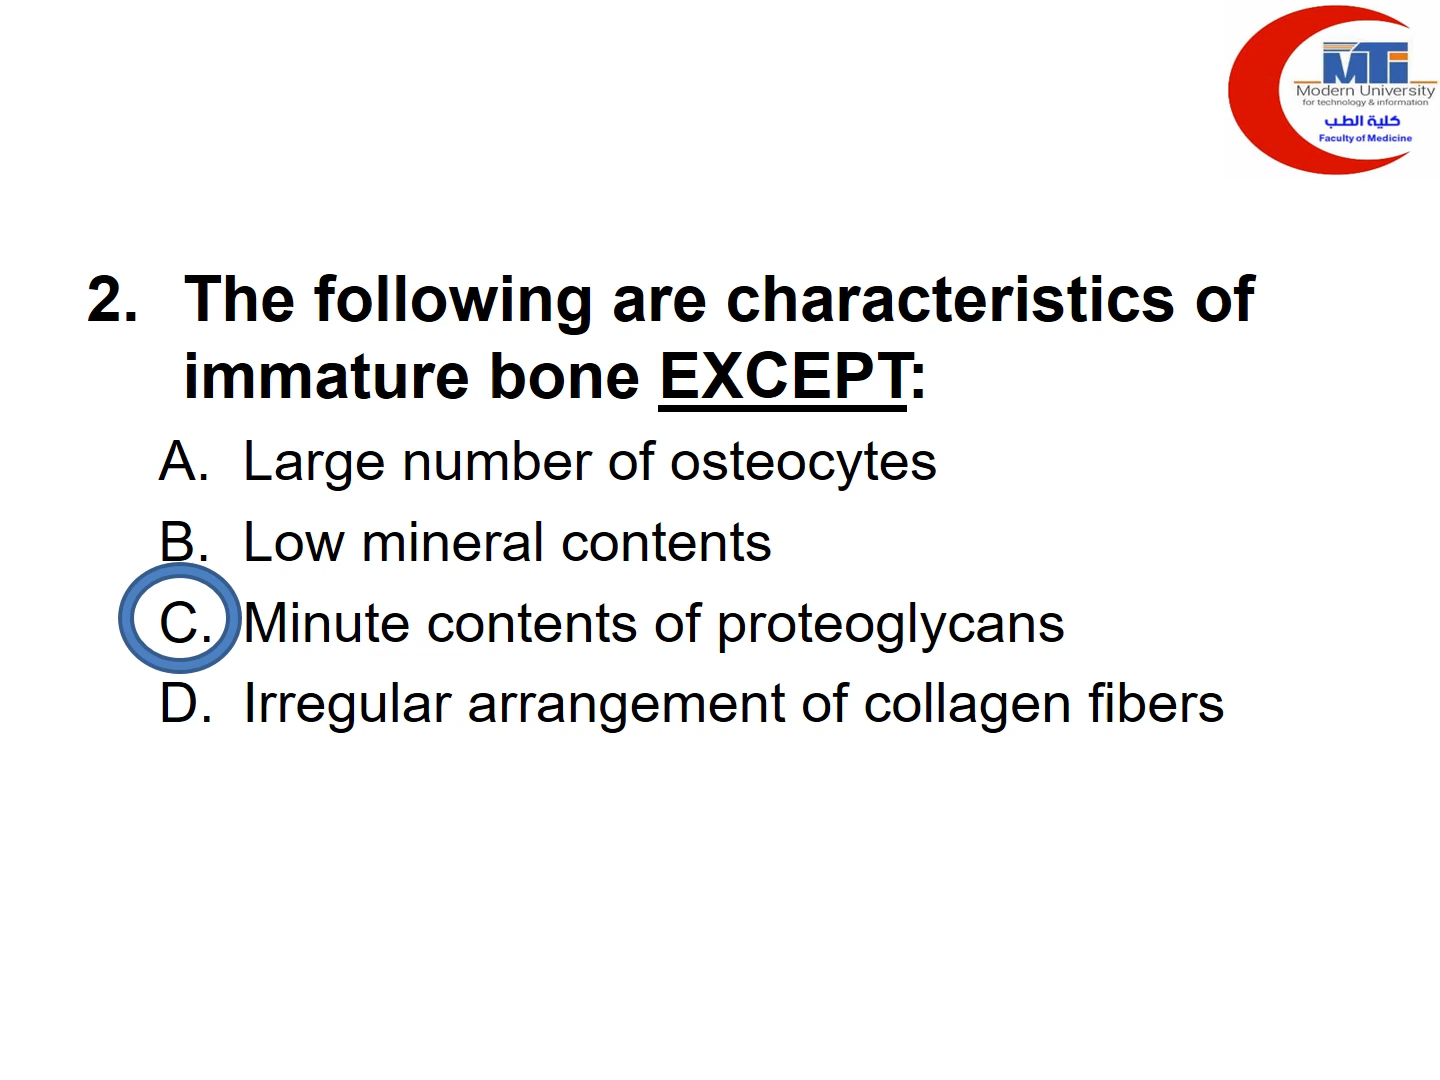 MTi
Modern University
for technology & information
كلية الطب
Faculty of Medicine
2. The following are characteristics of
immature bone EXCEPT:
A. Large number of osteocytes
B. Low mineral contents
C. Minute contents of proteoglycans
D. Irregular arrangement of collagen fibers